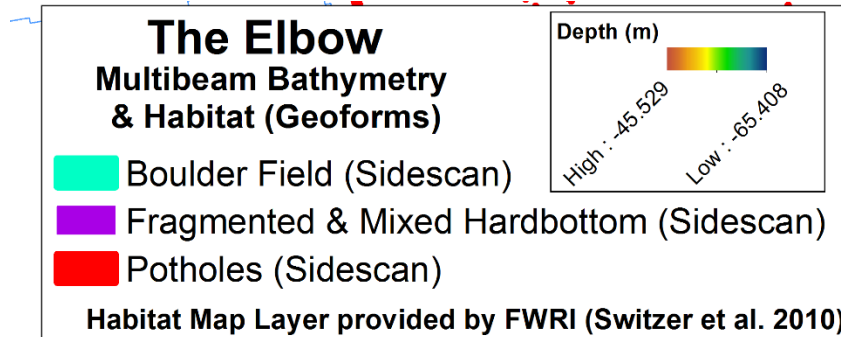 The Elbow
Multibeam Bathymetry
& Habitat (Geoforms)
Depth (m)
High : -45.529
Low : -65.408
Boulder Field (Sidescan)
Fragmented & Mixed Hardbottom (Sidescan)
Potholes (Sidescan)
Habitat Map Layer provided by FWRI (Switzer et al. 2010)